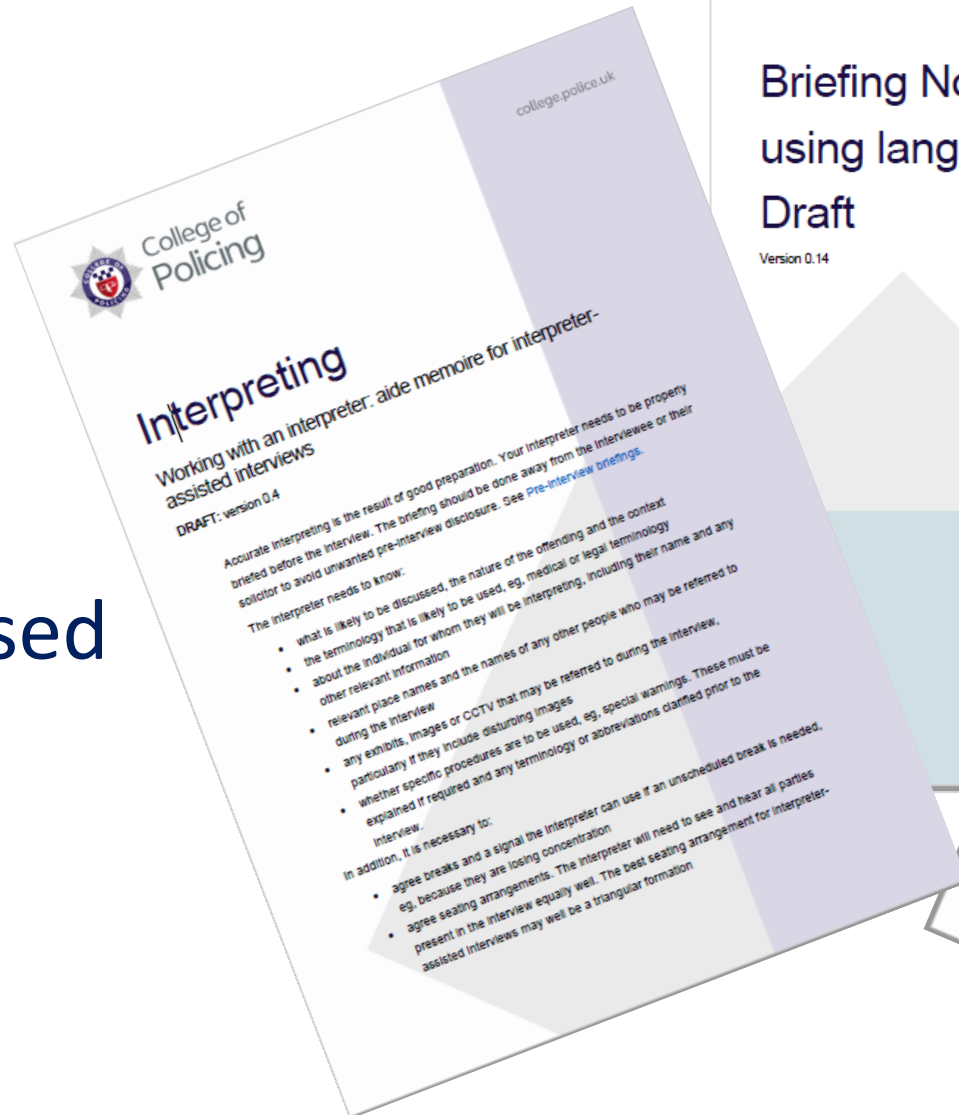 college.police.uk
College of
Policing
Interpreting
Working with an interpreter: aide memoire for interpreter-
assisted interviews
DRAFT: version 0.4
Accurate interpreting is the result of good preparation. Your interpreter needs to be properly
briefed before the interview. The briefing should be done away from the interviewee or their
solicitor to avoid unwanted pre-interview disclosure. See Pre-interview briefings.
The interpreter needs to know:
• what is likely to be discussed, the nature of the offending and the context
• the terminology that is likely to be used, eg, medical or legal terminology
• about the individual for whom they will be interpreting, including their name and any
other relevant information
• relevant place names and the names of any other people who may be referred to
during the interview
• any exhibits, images or CCTV that may be referred to during the interview,
particularly if they include disturbing images
• whether specific procedures are to be used, eg, special warnings. These must be
explained if required and any terminology or abbreviations clarified prior to the
interview.
In addition, it is necessary to:
• agree breaks and a signal the interpreter can use if an unscheduled break is needed,
eg, because they are losing concentration
• agree seating arrangements. The interpreter will need to see and hear all parties
present in the interview equally well. The best seating arrangement for interpreter-
assisted interviews may well be a triangular formation
Briefing No
using lang
Draft
Version 0.14
sed